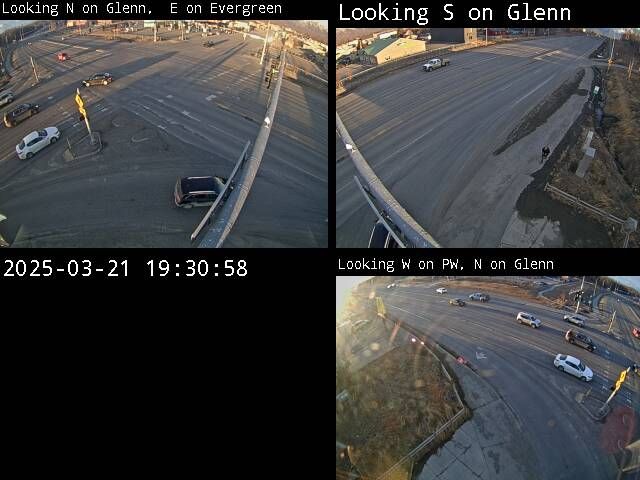 Looking N on Glenn,  E on Evergreen
Looking S on Glenn
2025-03-21 19:30:58
Looking W on PW, N on Glenn